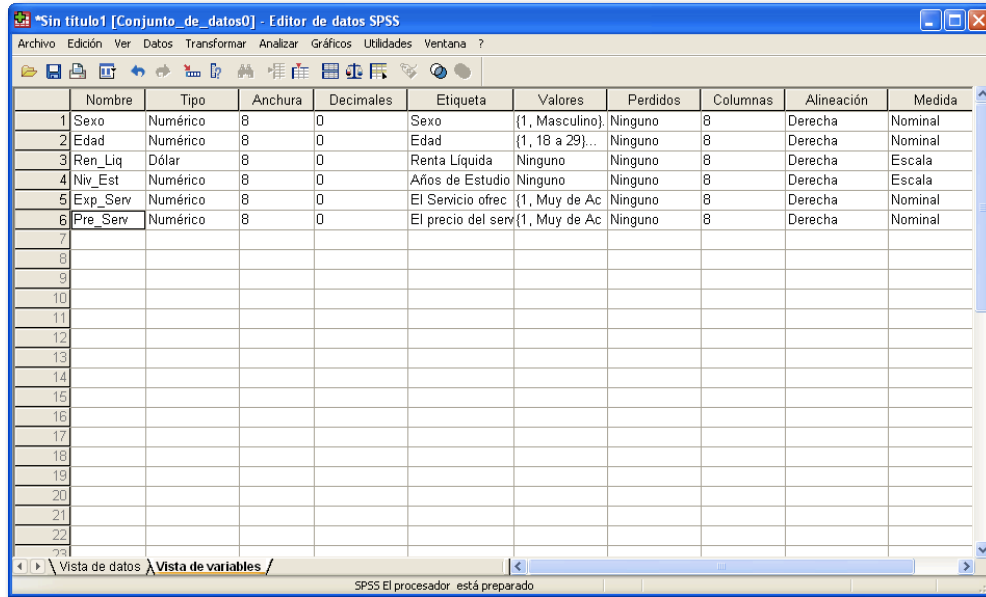 *Sin título1 [Conjunto_de_datos0] - Editor de datos SPSS
Archivo Edición Ver Datos Transformar Analizar Gráficos Utilidades Ventana ?
Nombre Tipo Anchura Decimales Etiqueta Valores Perdidos Columnas Alineación Medida
1 Sexo Numérico 8 0 Sexo {1, Masculino}. Ninguno 8 Derecha Nominal
2 Edad Numérico 8 0 Edad {1, 18 a 29}... Ninguno 8 Derecha Nominal
3 Ren_Liq Dólar 8 0 Renta Líquida Ninguno Ninguno 8 Derecha Escala
4 Niv_Est Numérico 8 0 Años de Estudio Ninguno Ninguno 8 Derecha Escala
5 Exp_Serv Numérico 8 0 El Servicio ofrec {1, Muy de Ac Ninguno 8 Derecha Nominal
6 Pre_Serv Numérico 8 0 El precio del serv {1, Muy de Ac Ninguno 8 Derecha Nominal
7
8
9
10
11
12
13
14
15
16
17
18
19
20
21
22
23
Vista de datos Vista de variables
SPSS El procesador está preparado